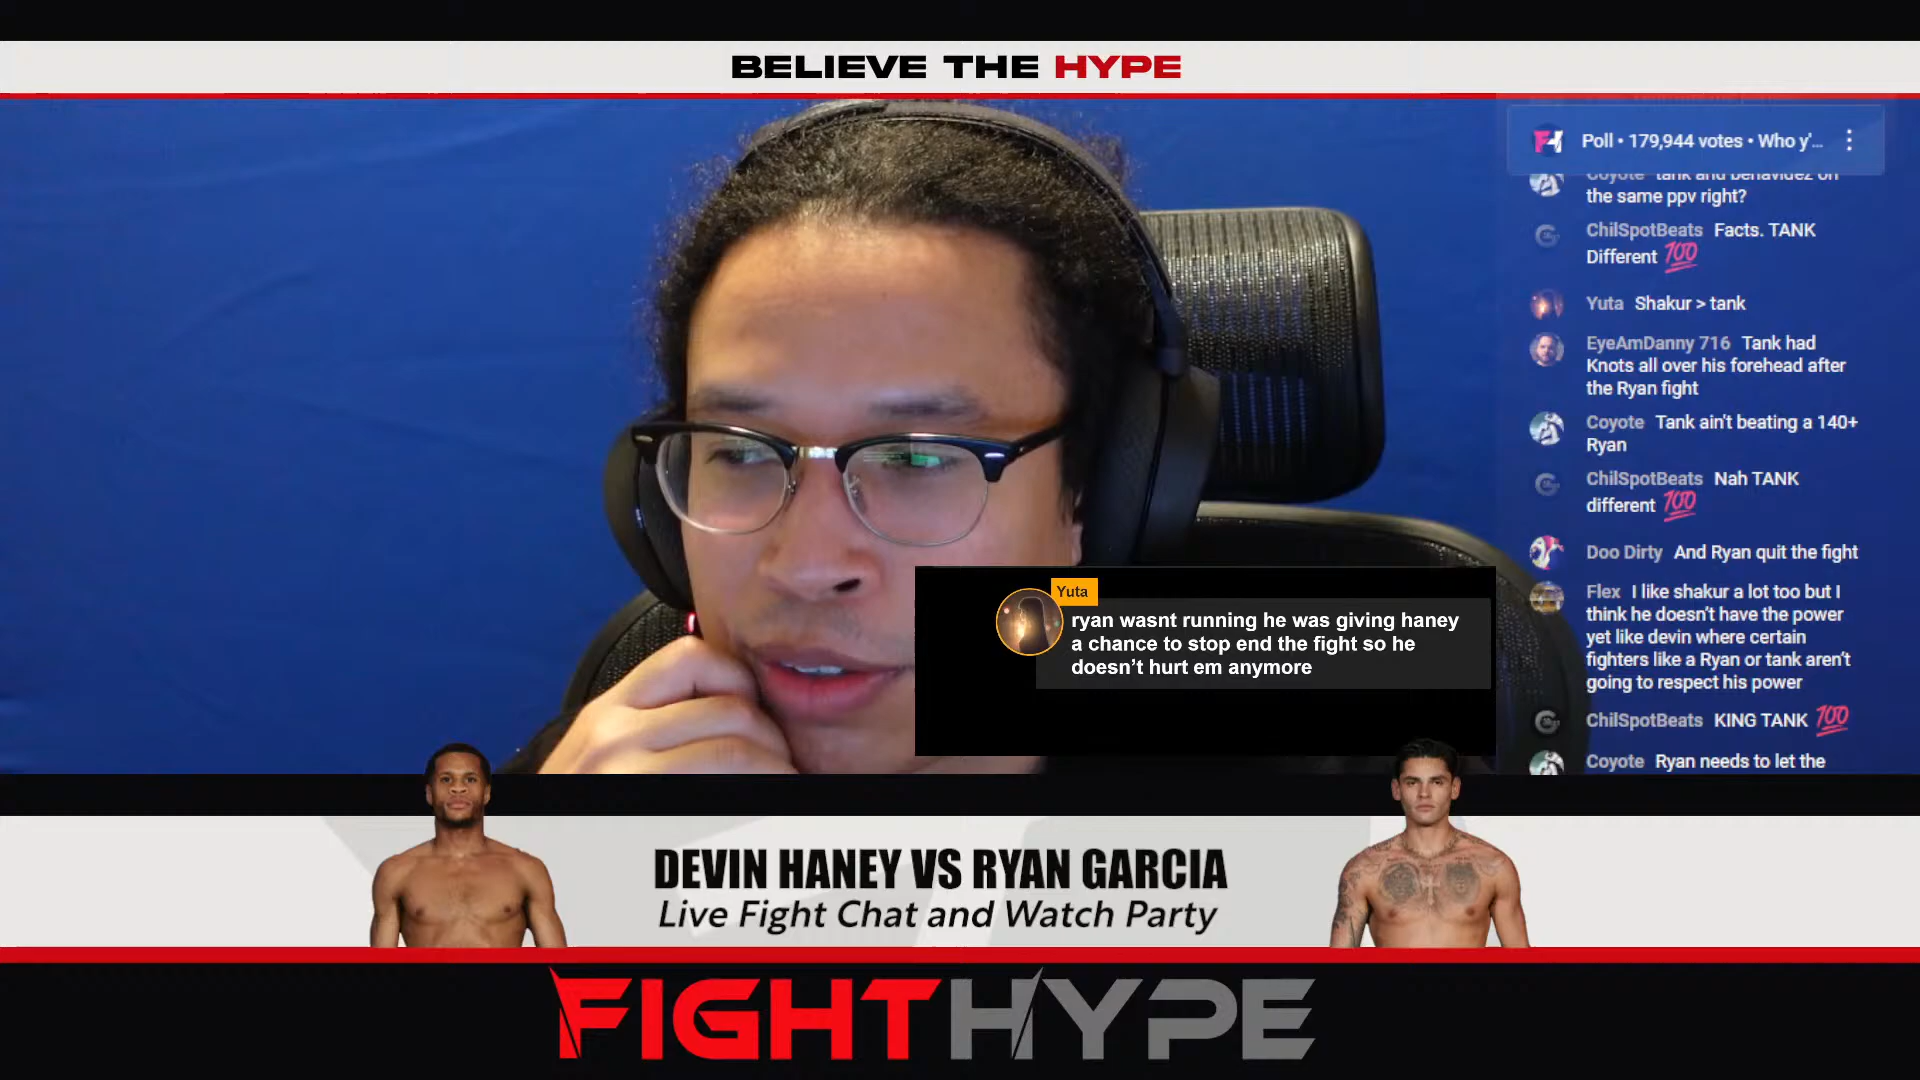 BELIEVE THE HYPE
Poll • 179,944 votes • Who y'...
Coyote tank and benavidez on
the same ppv right?
ChilSpotBeats Facts. TANK
Different 💯
Yuta Shakur > tank
EyeAmDanny 716 Tank had
Knots all over his forehead after
the Ryan fight
Coyote Tank ain't beating a 140+
Ryan
ChilSpotBeats Nah TANK
different 💯
Doo Dirty And Ryan quit the fight
Flex I like shakur a lot too but I
think he doesn't have the power
yet like devin where certain
fighters like a Ryan or tank aren't
going to respect his power
ChilSpotBeats KING TANK 💯
Coyote Ryan needs to let the
Yuta
ryan wasnt running he was giving haney
a chance to stop end the fight so he
doesn't hurt em anymore
DEVIN HANEY VS RYAN GARCIA
Live Fight Chat and Watch Party
FIGHTHYPE